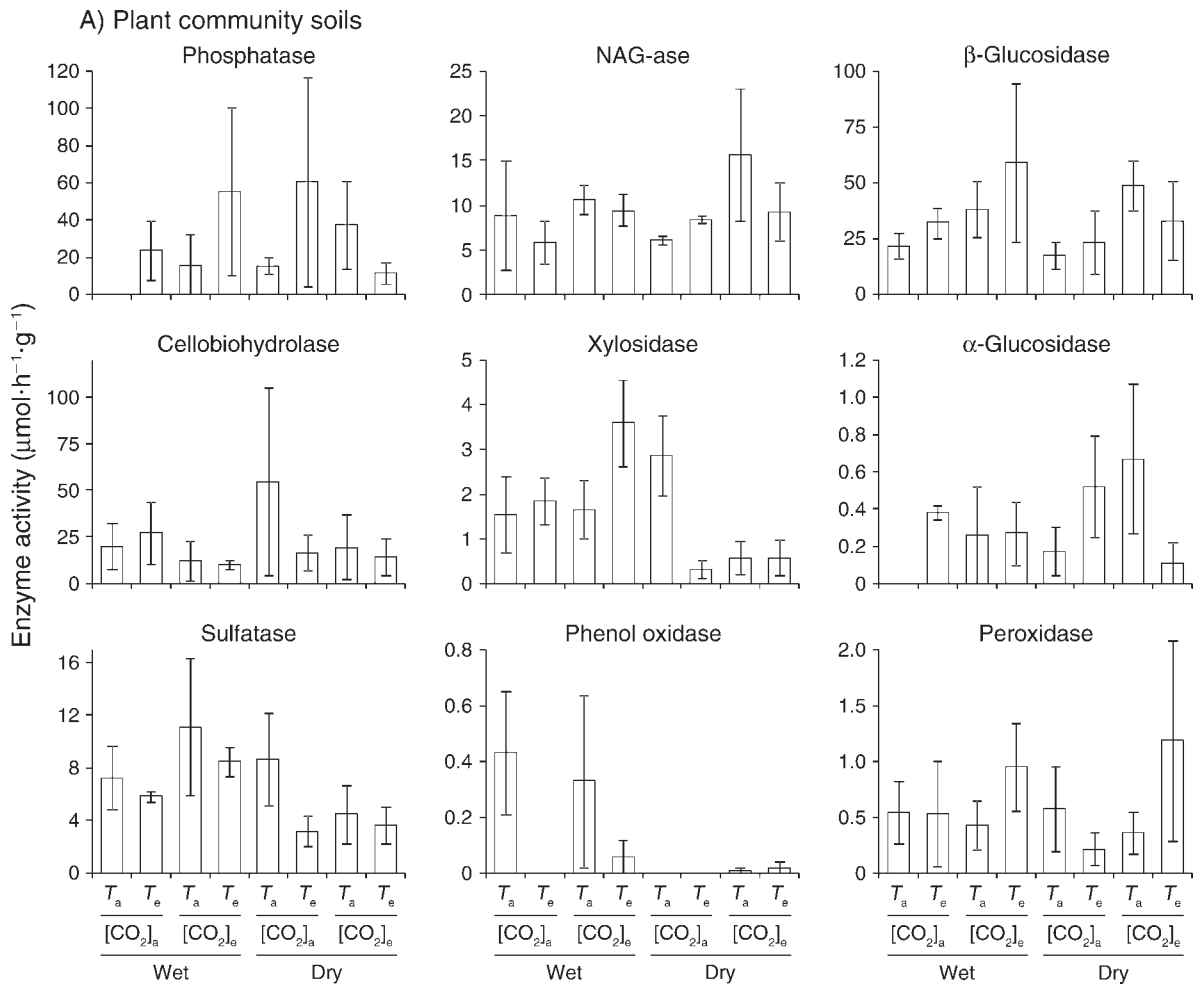 A) Plant community soils
Enzyme activity (μmol·h⁻¹·g⁻¹)
Phosphatase
120
100
80
60
40
20
0
NAG-ase
25
20
15
10
5
0
β-Glucosidase
100
75
50
25
0
Cellobiohydrolase
100
75
50
25
0
Xylosidase
5
4
3
2
1
0
α-Glucosidase
1.2
1.0
0.8
0.6
0.4
0.2
0
Sulfatase
16
12
8
4
0
Phenol oxidase
0.8
0.6
0.4
0.2
0
Peroxidase
2.0
1.5
1.0
0.5
0
Tₐ Tₑ Tₐ Tₑ Tₐ Tₑ Tₐ Tₑ
[CO₂]ₐ [CO₂]ₑ [CO₂]ₐ [CO₂]ₑ
Wet Dry
Tₐ Tₑ Tₐ Tₑ Tₐ Tₑ Tₐ Tₑ
[CO₂]ₐ [CO₂]ₑ [CO₂]ₐ [CO₂]ₑ
Wet Dry
Tₐ Tₑ Tₐ Tₑ Tₐ Tₑ Tₐ Tₑ
[CO₂]ₐ [CO₂]ₑ [CO₂]ₐ [CO₂]ₑ
Wet Dry